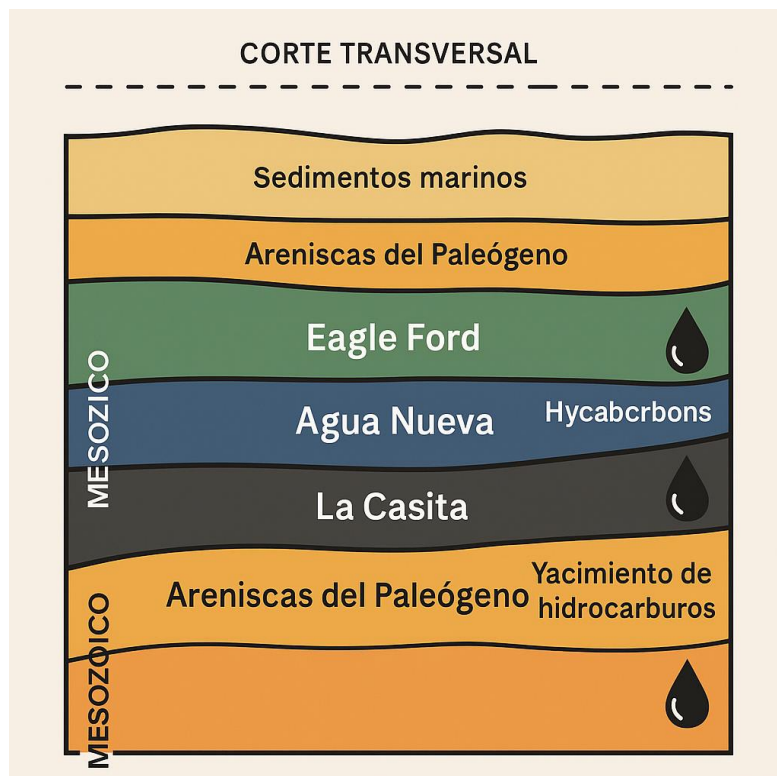 CORTE TRANSVERSAL
Sedimentos marinos
Areniscas del Paleógeno
Eagle Ford
MESOZICO
Agua Nueva
Hycabcrbons
La Casita
Areniscas del Paleógeno
Yacimiento de
hidrocarburos
MESOZOICO